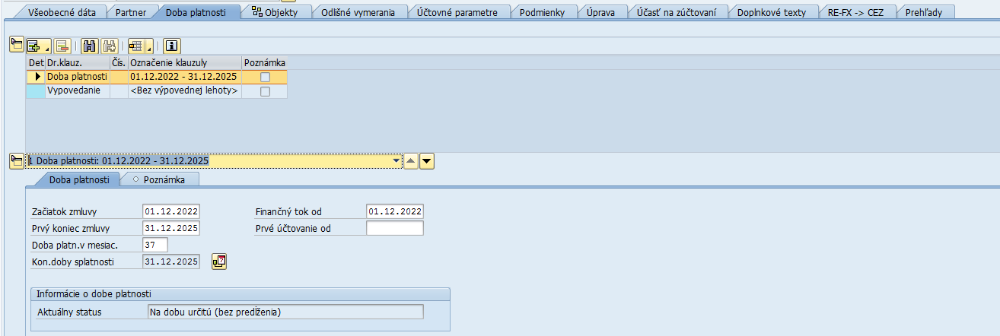 Všeobecné dáta Partner Doba platnosti Objekty Odlišné vymerania Účtovné parametre Podmienky Úprava Účasť na zúčtovaní Doplnkové texty RE-FX -> CEZ Prehľady
Det Dr.klauz. Čís. Označenie klauzuly Poznámka
Doba platnosti 01.12.2022 - 31.12.2025
Vypovedanie <Bez výpovednej lehoty>
1 Doba platnosti: 01.12.2022 - 31.12.2025
Doba platnosti Poznámka
Začiatok zmluvy 01.12.2022 Finančný tok od 01.12.2022
Prvý koniec zmluvy 31.12.2025 Prvé účtovanie od
Doba platn.v mesiac. 37
Kon.doby splatnosti 31.12.2025
Informácie o dobe platnosti
Aktuálny status Na dobu určitú (bez predĺženia)